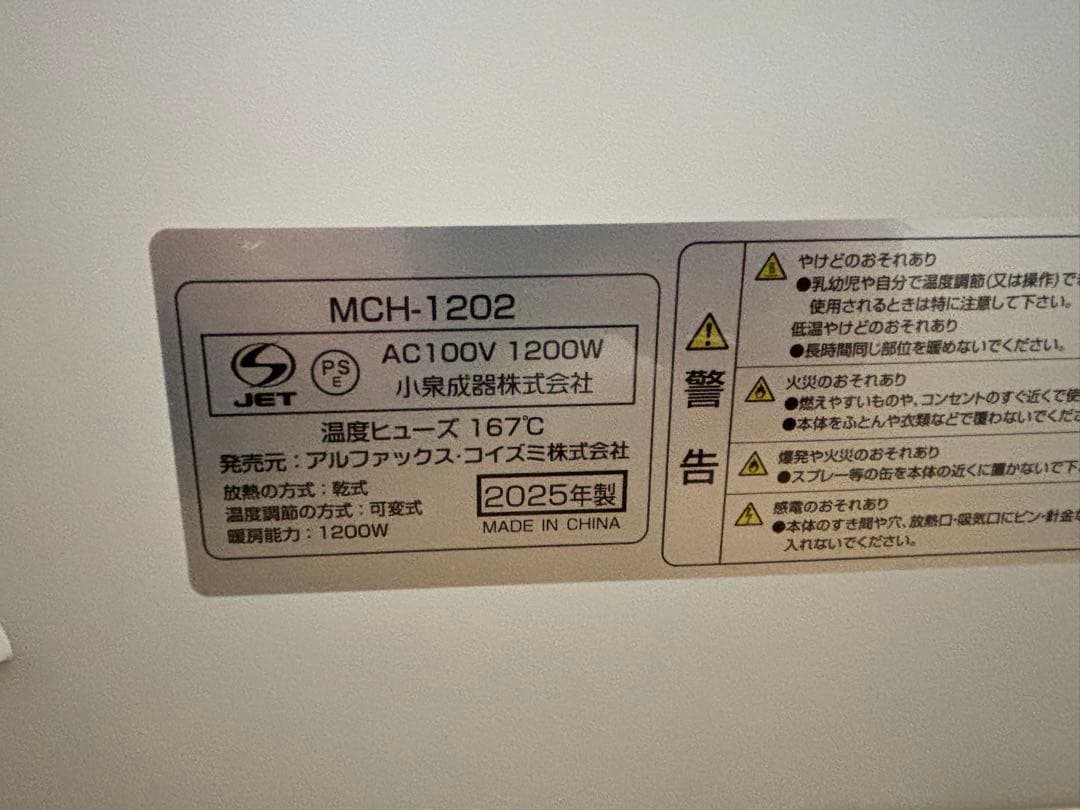 MCH-1202
JET
PS
E
AC100V 1200W
小泉成器株式会社
温度ヒューズ 167℃
発売元：アルファックス・コイズミ株式会社
放熱の方式：乾式
温度調節の方式：可変式
暖房能力：1200W
2025年製
MADE IN CHINA
警告
やけどのおそれあり
●乳幼児や自分で温度調節(又は操作)でき
使用されるときは特に注意して下さい。
低温やけどのおそれあり
●長時間同じ部位を暖めないでください。
火災のおそれあり
●燃えやすいものや、コンセントのすぐ近くで使
●本体をふとんや衣類などで覆わないでくださ
爆発や火災のおそれあり
●スプレー等の缶を本体の近くに置かないで下
感電のおそれあり
●本体のすき間や穴、放熱口・吸気口にピン・針金な
入れないでください。